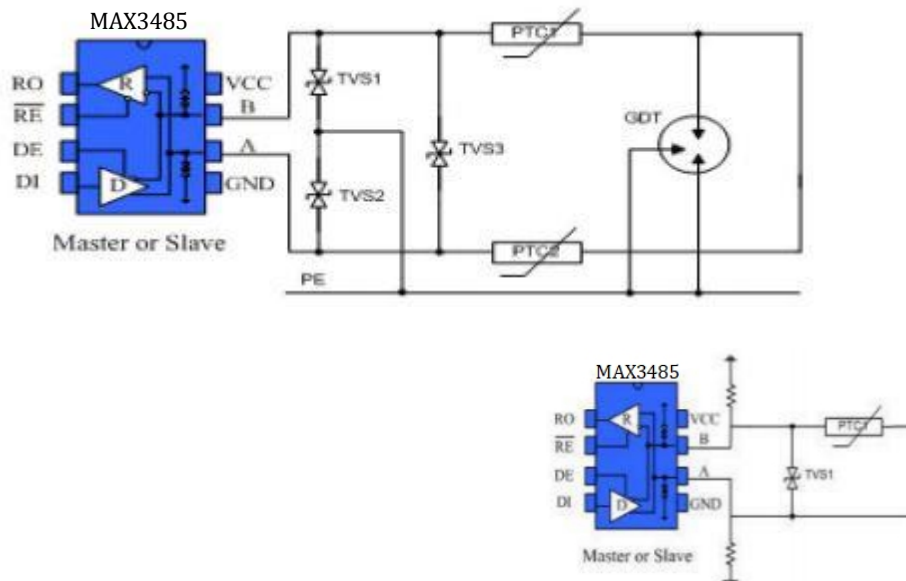 MAX3485
RO
R
VCC
RE
B
DE
A
DI
D
GND
Master or Slave
TVS1
TVS2
TVS3
PTC1
PTC2
GDT
PE
MAX3485
RO
R
VCC
RE
B
DE
A
DI
D
GND
Master or Slave
TVS1